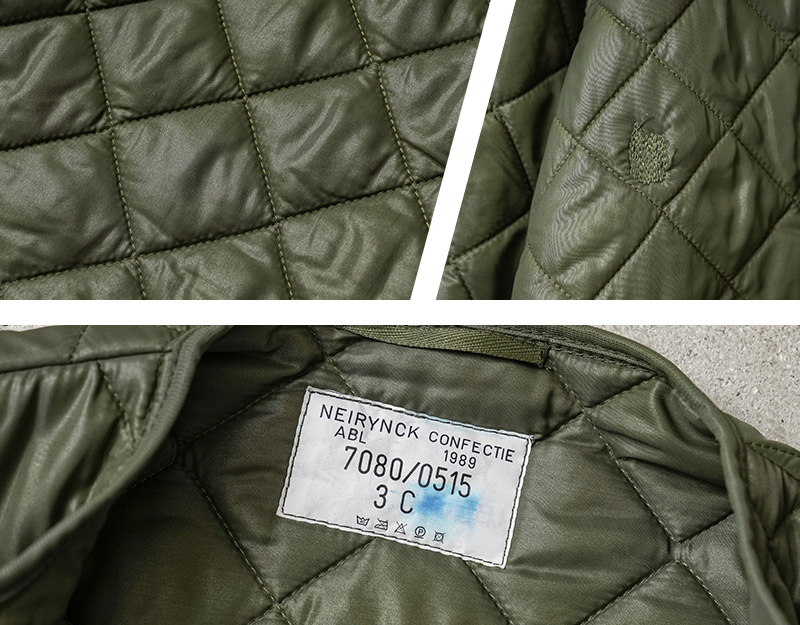 NEIRYNCK CONFECTIE
ABL 1989
7080/0515
3 C